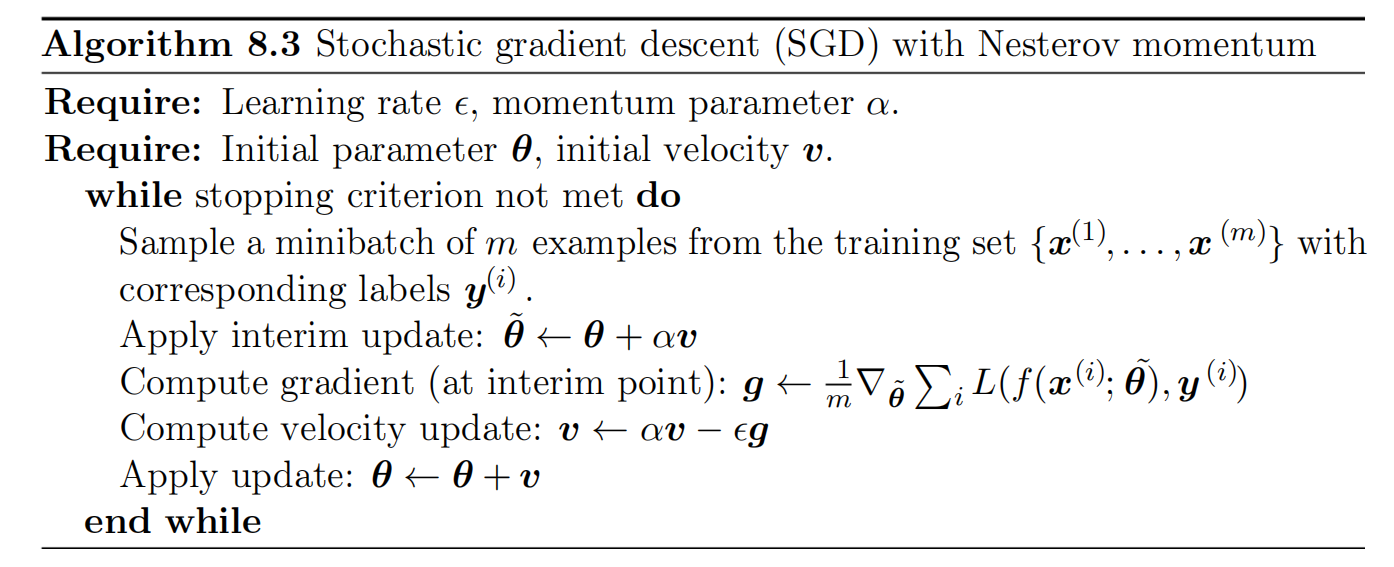 Algorithm 8.3 Stochastic gradient descent (SGD) with Nesterov momentum
Require: Learning rate ϵ, momentum parameter α.
Require: Initial parameter θ, initial velocity v.
while stopping criterion not met do
Sample a minibatch of m examples from the training set {x^(1), . . . , x^(m)} with
corresponding labels y^(i).
Apply interim update: θ̃ ← θ + αv
Compute gradient (at interim point): g ← 1/m ∇_θ̃ ∑_i L(f(x^(i); θ̃), y^(i))
Compute velocity update: v ← αv − ϵg
Apply update: θ ← θ + v
end while